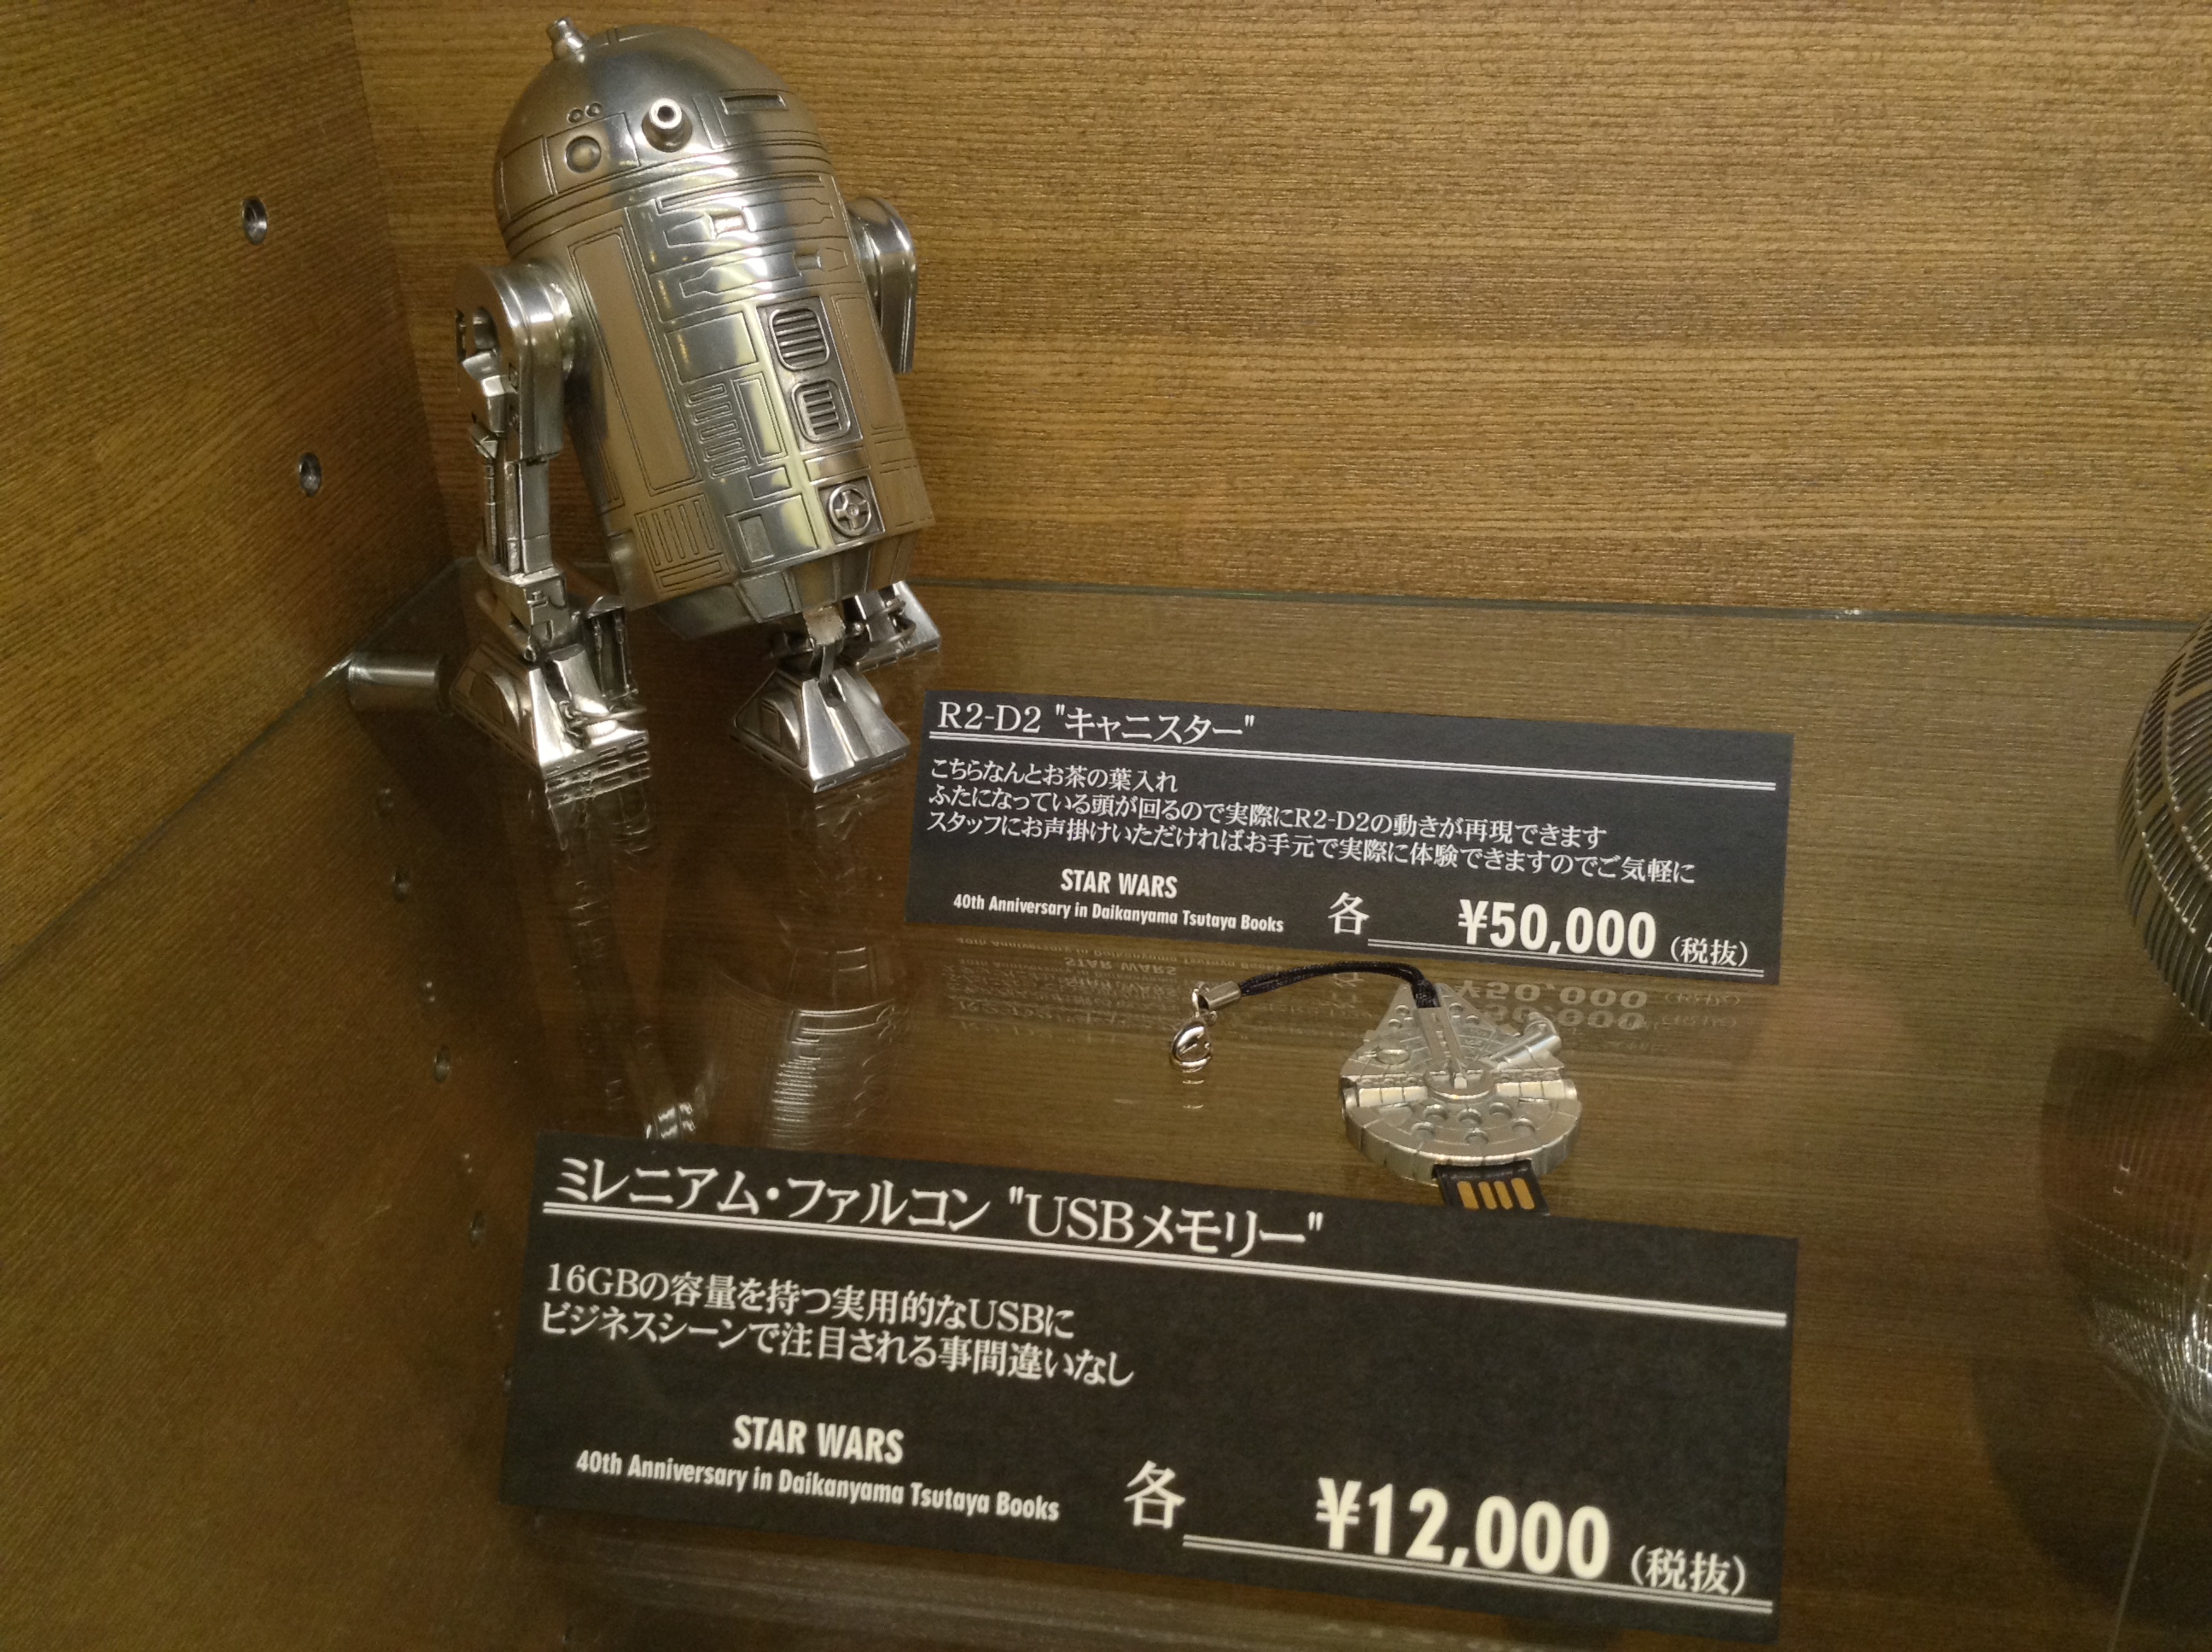 R2-D2 "キャニスター"
こちらなんとお茶の葉入れ
ふたになっている頭が回るので実際にR2-D2の動きが再現できます
スタッフにお声掛けいただければお手元で実際に体験できますのでご気軽に
STAR WARS
40th Anniversary in Daikanyama Tsutaya Books
各 ¥50,000 (税抜)
ミレニアム・ファルコン "USBメモリー"
16GBの容量を持つ実用的なUSBに
ビジネスシーンで注目される事間違いなし
STAR WARS
40th Anniversary in Daikanyama Tsutaya Books
各 ¥12,000 (税抜)